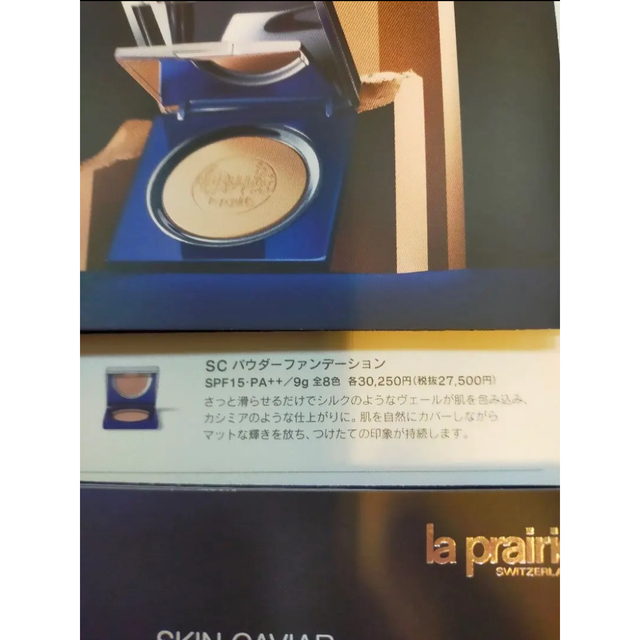 SC パウダーファンデーション
SPF15·PA++/9g 全8色 各30,250円(税抜27,500円)
さっと滑らせるだけでシルクのようなヴェールが肌を包み込み、
カシミアのような仕上がりに。肌を自然にカバーしながら
マットな輝きを放ち、つけたての印象が持続します。
la prairi
SWITZERLA
SKIN CAVIAR